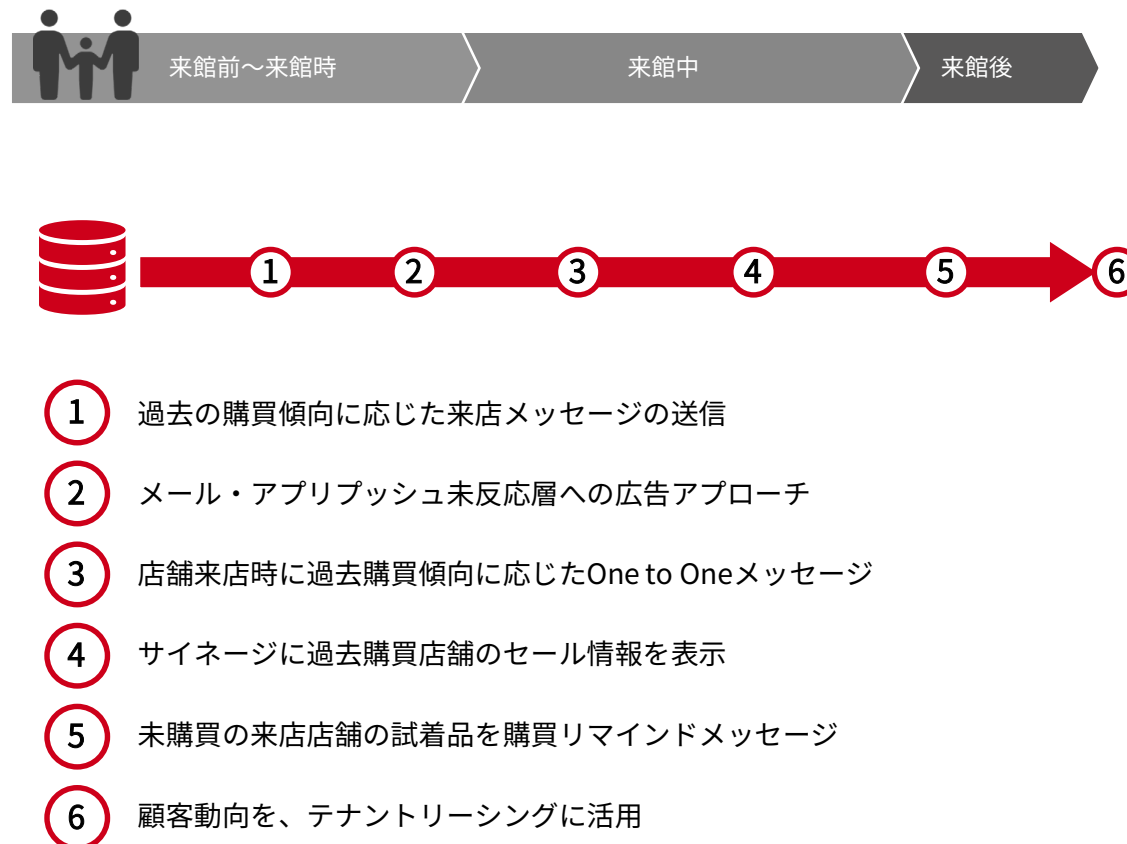 来館前～来館時
来館中
来館後
1 2 3 4 5 6
1 過去の購買傾向に応じた来店メッセージの送信
2 メール・アプリプッシュ未反応層への広告アプローチ
3 店舗来店時に過去購買傾向に応じたOne to Oneメッセージ
4 サイネージに過去購買店舗のセール情報を表示
5 未購買の来店店舗の試着品を購買リマインドメッセージ
6 顧客動向を、テナントリーシングに活用